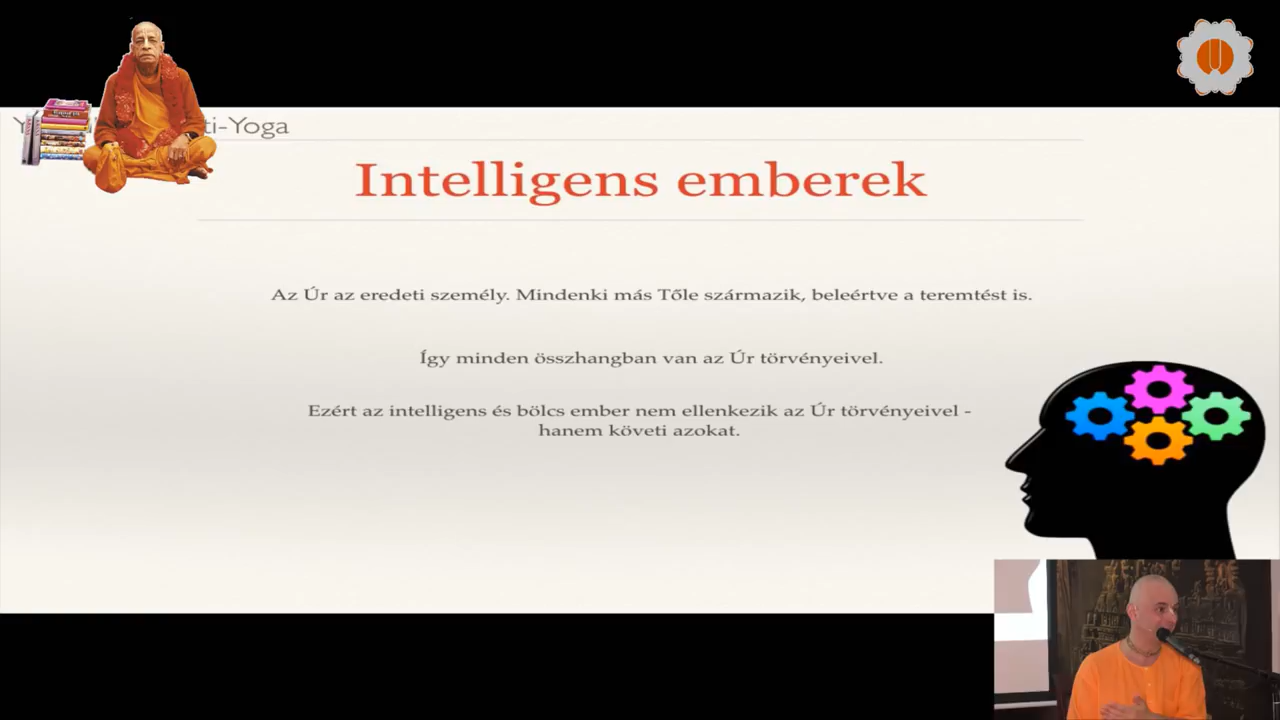 ti-Yoga
Intelligens emberek
Az Úr az eredeti személy. Mindenki más Tőle származik, beleértve a teremtést is.
Így minden összhangban van az Úr törvényeivel.
Ezért az intelligens és bölcs ember nem ellenkezik az Úr törvényeivel -
hanem követi azokat.